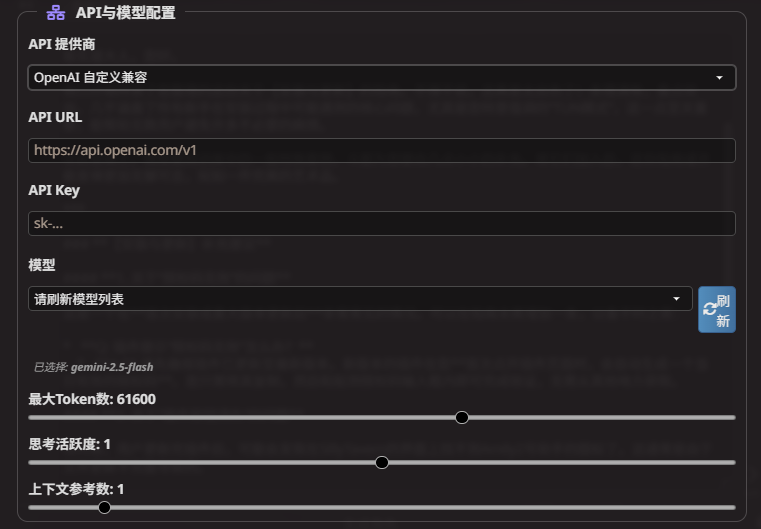 API与模型配置
API 提供商
OpenAI 自定义兼容
API URL
https://api.openai.com/v1
API Key
sk-...
模型
请刷新模型列表
刷
新
已选择: gemini-2.5-flash
最大Token数: 61600
思考活跃度: 1
上下文参考数: 1